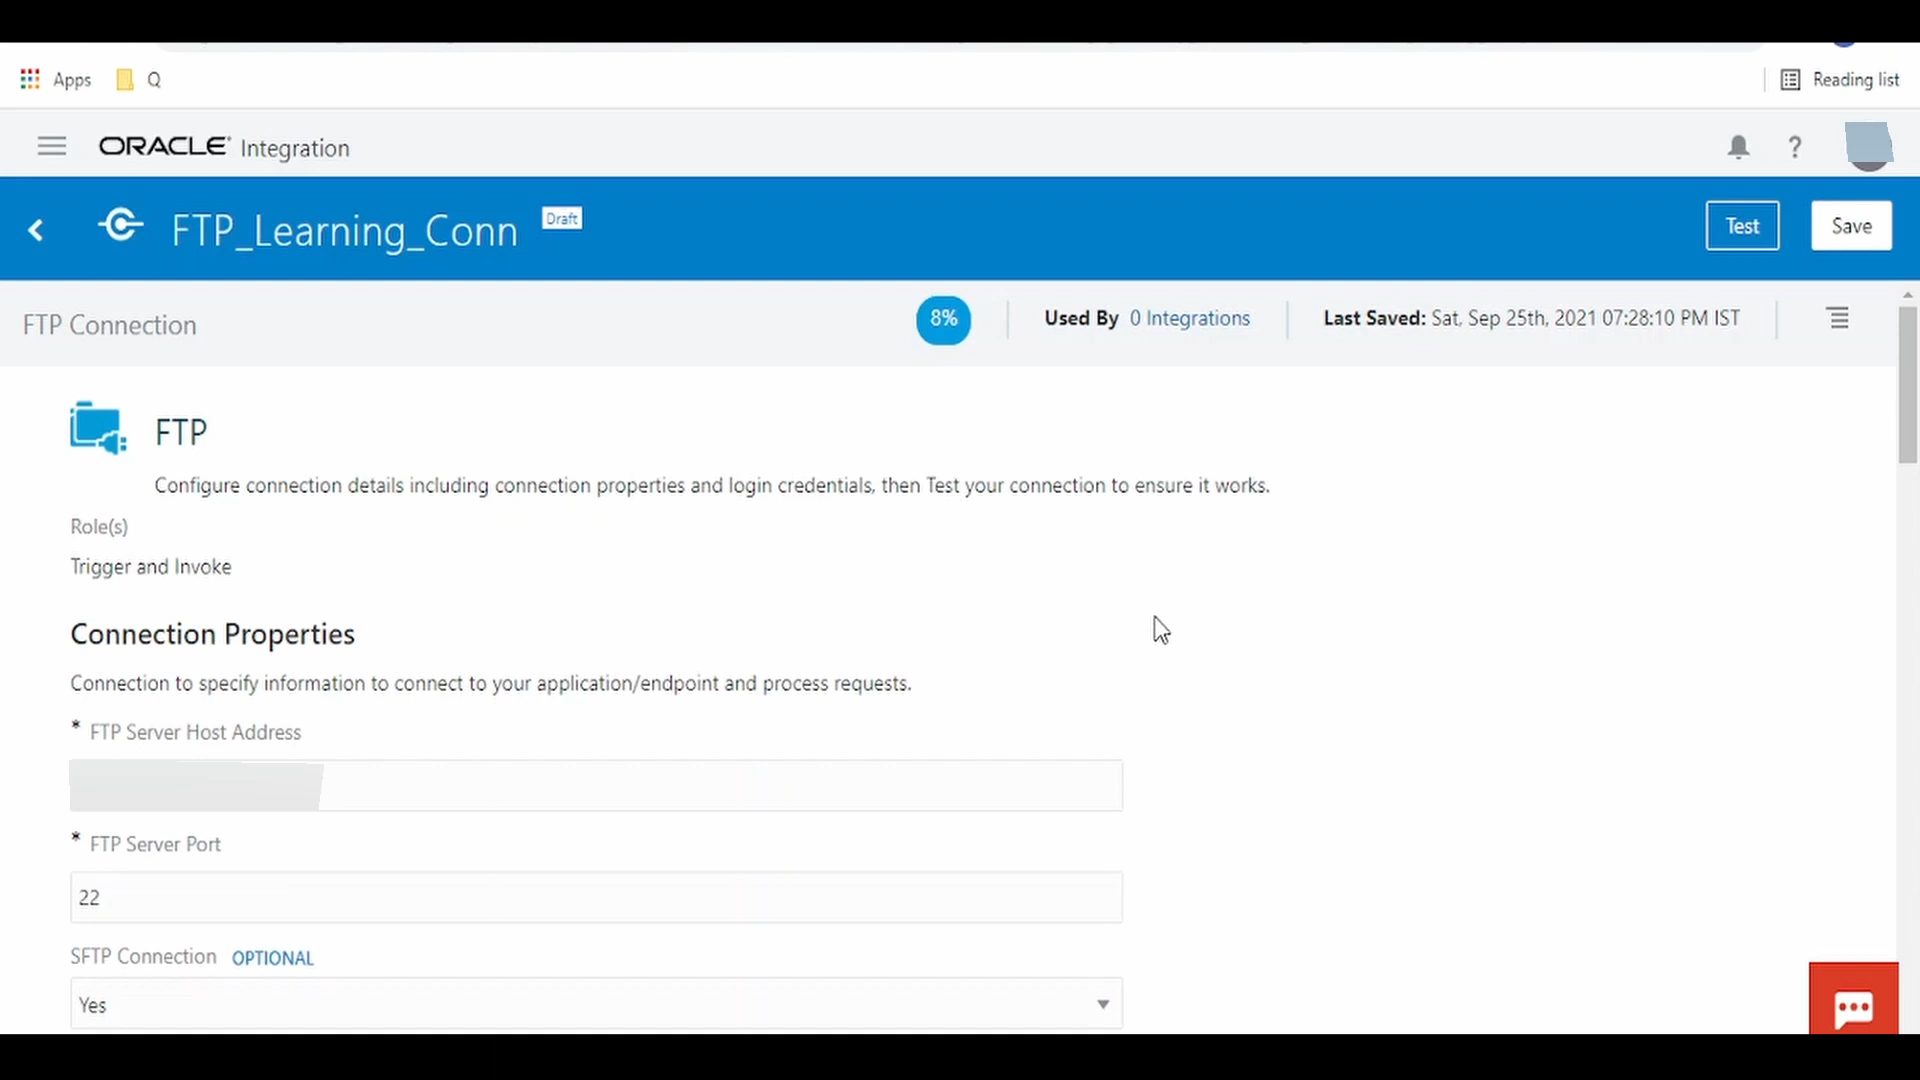 Apps
Q
Reading list
ORACLE® Integration
?
FTP_Learning_Conn
Draft
Test
Save
FTP Connection
8%
Used By 0 Integrations
Last Saved: Sat, Sep 25th, 2021 07:28:10 PM IST
FTP
Configure connection details including connection properties and login credentials, then Test your connection to ensure it works.
Role(s)
Trigger and Invoke
Connection Properties
Connection to specify information to connect to your application/endpoint and process requests.
* FTP Server Host Address
* FTP Server Port
22
SFTP Connection OPTIONAL
Yes